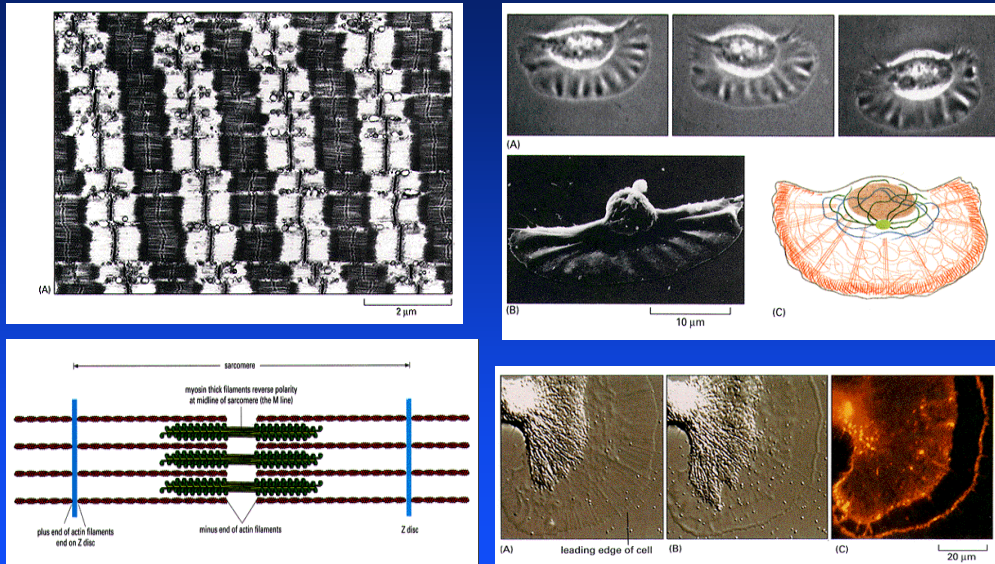 (A)
2 µm
sarcomere
myosin thick filaments reverse polarity
at midline of sarcomere (the M line)
plus end of actin filaments
end on Z disc
minus end of actin filaments
Z disc
(A)
(B)
10 µm
(C)
(A)
leading edge of cell
(B)
(C)
20 µm